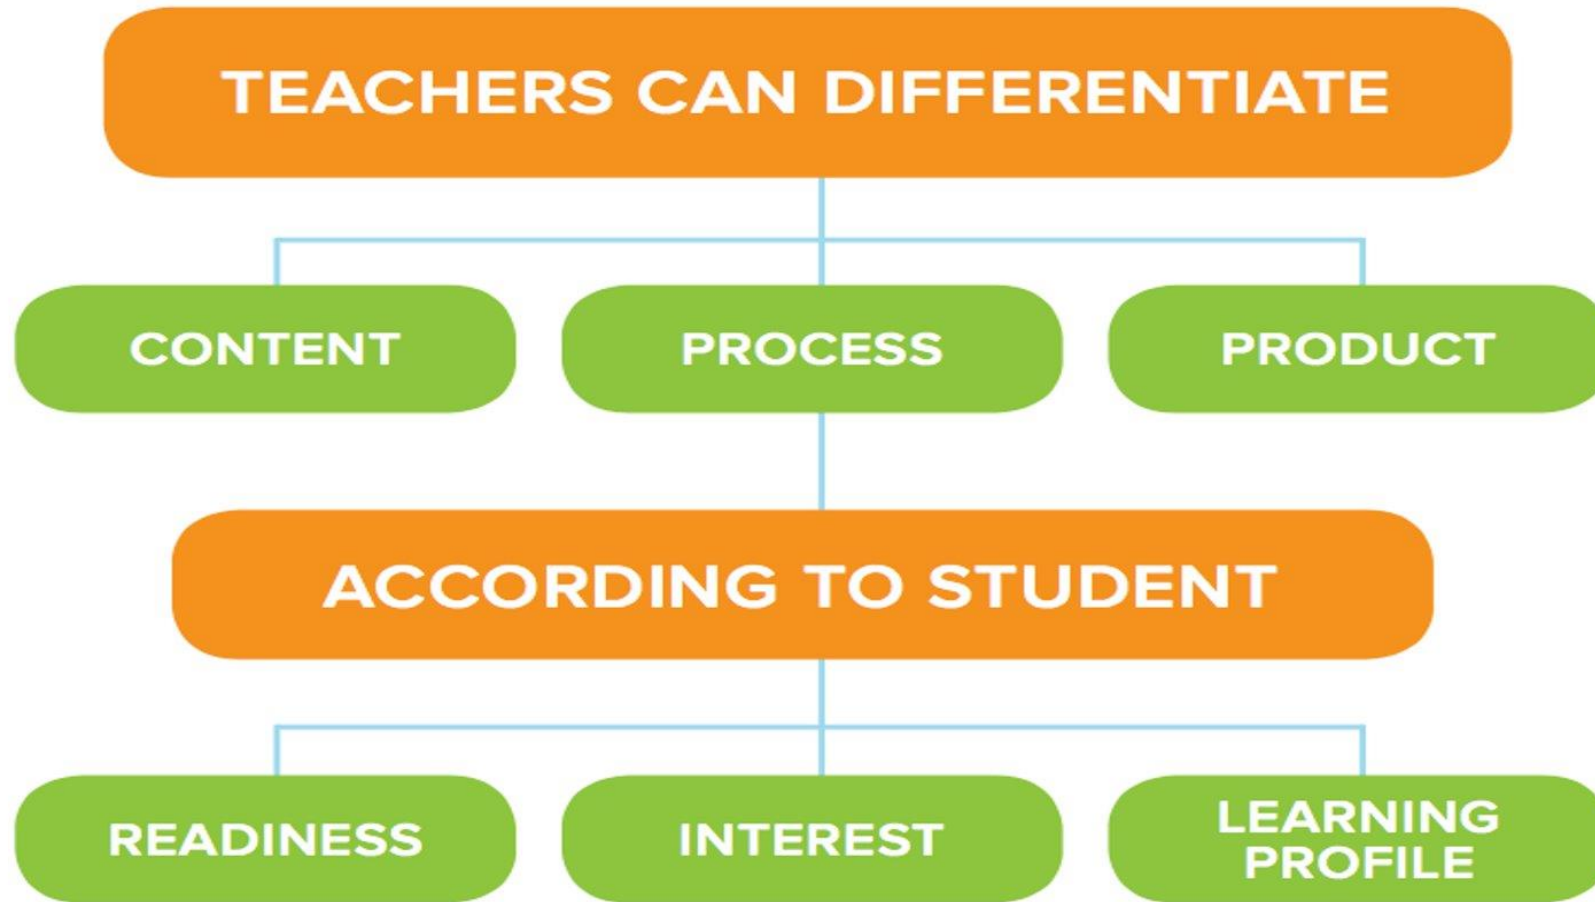 TEACHERS CAN DIFFERENTIATE
CONTENT
PROCESS
PRODUCT
ACCORDING TO STUDENT
READINESS
INTEREST
LEARNING
PROFILE